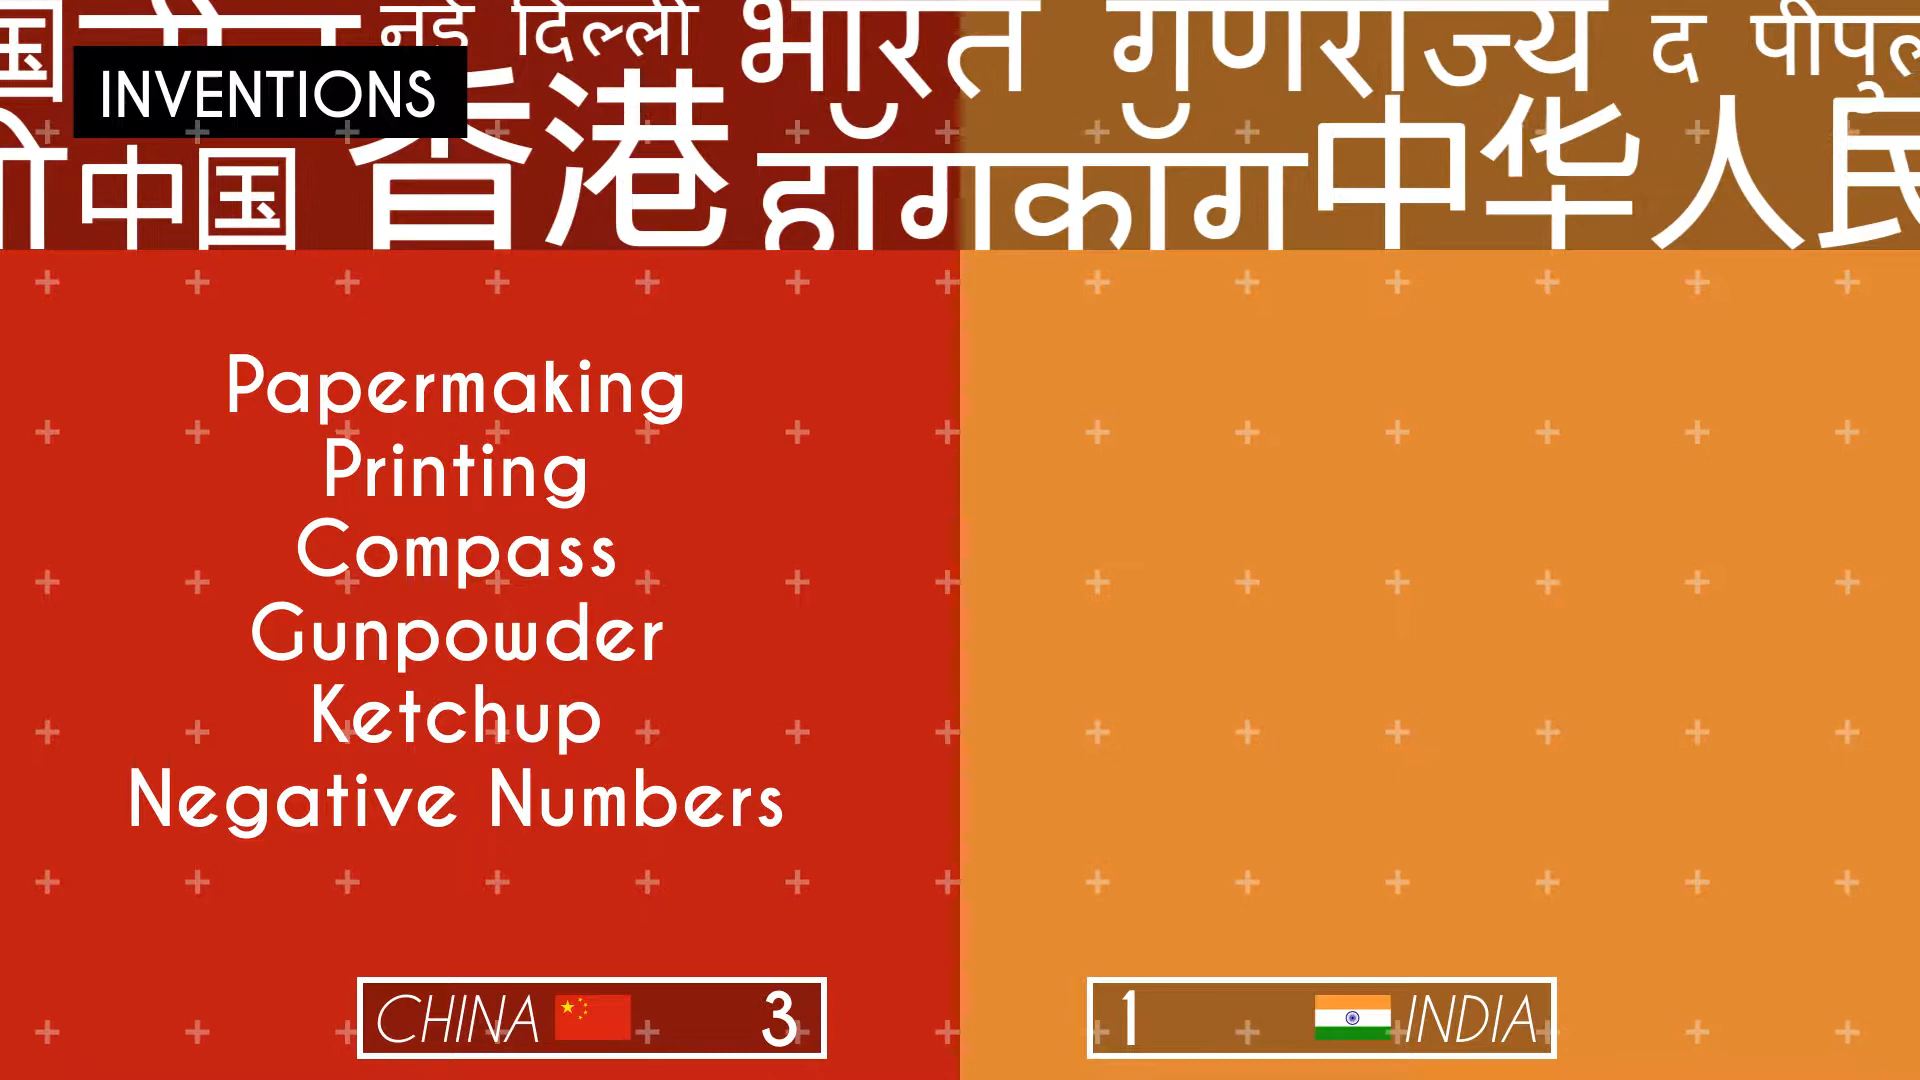 नई दिल्ली भारत गणराज्य द
INVENTIONS
中国 香港 हॉगकॉग 中华人民
Papermaking
Printing
Compass
Gunpowder
Ketchup
Negative Numbers
CHINA 3
1 INDIA